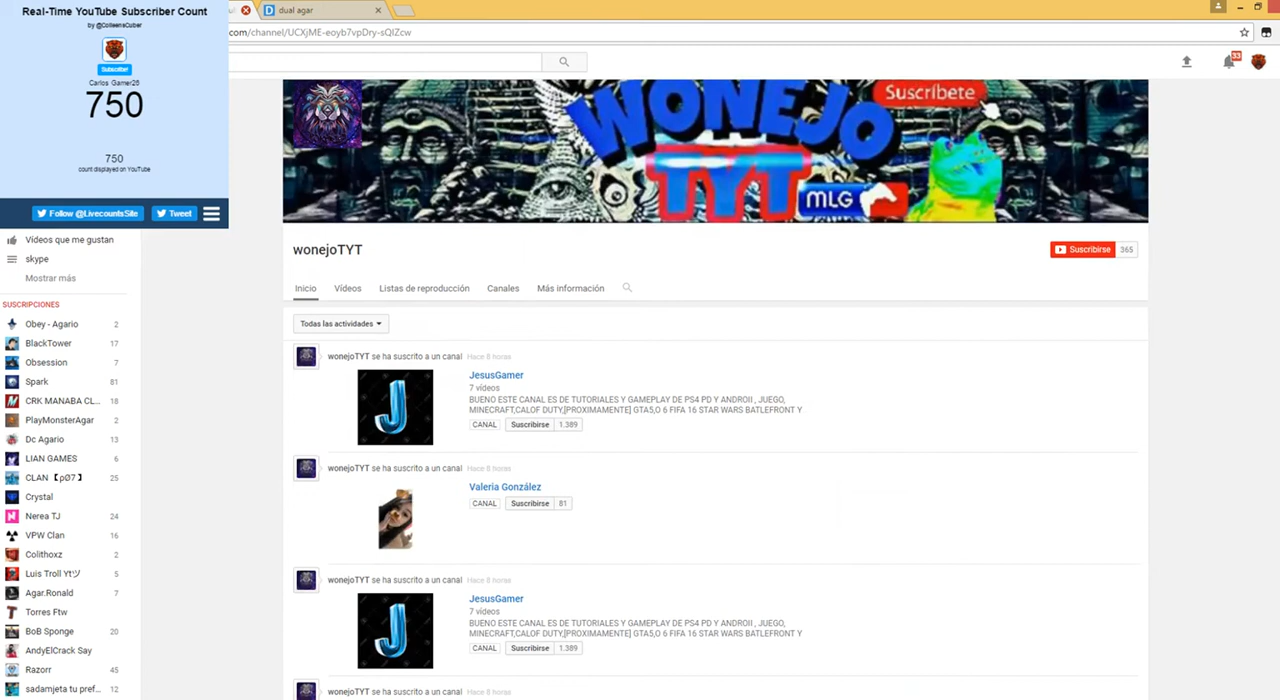 Real-Time YouTube Subscriber Count
by @ColleensCuber
Subscribe!
Carlos Gamer26
750
750
count displayed on YouTube
Follow @LivecountsSite
Tweet
dual agar
com/channel/UCXjME-eoyb7vpDry-sQIZcw
33
WONEJO
TYT
MLG
Suscríbete
wonejoTYT
Suscribirse 365
Inicio Vídeos Listas de reproducción Canales Más información
Todas las actividades
Vídeos que me gustan
skype
Mostrar más
SUSCRIPCIONES
Obey - Agario 2
BlackTower 17
Obsession 7
Spark 81
CRK MANABA CL... 18
PlayMonsterAgar 2
Dc Agario 13
LIAN GAMES 6
CLAN 【pØ7】 25
Crystal
Nerea TJ 24
VPW Clan 14
Colithoxz 2
Luis Troll Ytツ 5
Agar.Ronald 2
Torres Ftw
BoB Sponge 20
AndyElCrack Say
Razorr 45
sadamjeta tu pref... 12
wonejoTYT se ha suscrito a un canal Hace 8 horas
J
JesusGamer
7 vídeos
BUENO ESTE CANAL ES DE TUTORIALES Y GAMEPLAY DE PS4 PD Y ANDROII , JUEGO,
MINECRAFT,CALOF DUTY,[PROXIMAMENTE] GTA5,0 6 FIFA 16 STAR WARS BATLEFRONT Y
CANAL Suscribirse 1.389
wonejoTYT se ha suscrito a un canal Hace 8 horas
Valeria González
CANAL Suscribirse 81
wonejoTYT se ha suscrito a un canal Hace 8 horas
J
JesusGamer
7 vídeos
BUENO ESTE CANAL ES DE TUTORIALES Y GAMEPLAY DE PS4 PD Y ANDROII , JUEGO,
MINECRAFT,CALOF DUTY,[PROXIMAMENTE] GTA5,0 6 FIFA 16 STAR WARS BATLEFRONT Y
CANAL Suscribirse 1.389
wonejoTYT se ha suscrito a un canal Hace 8 horas